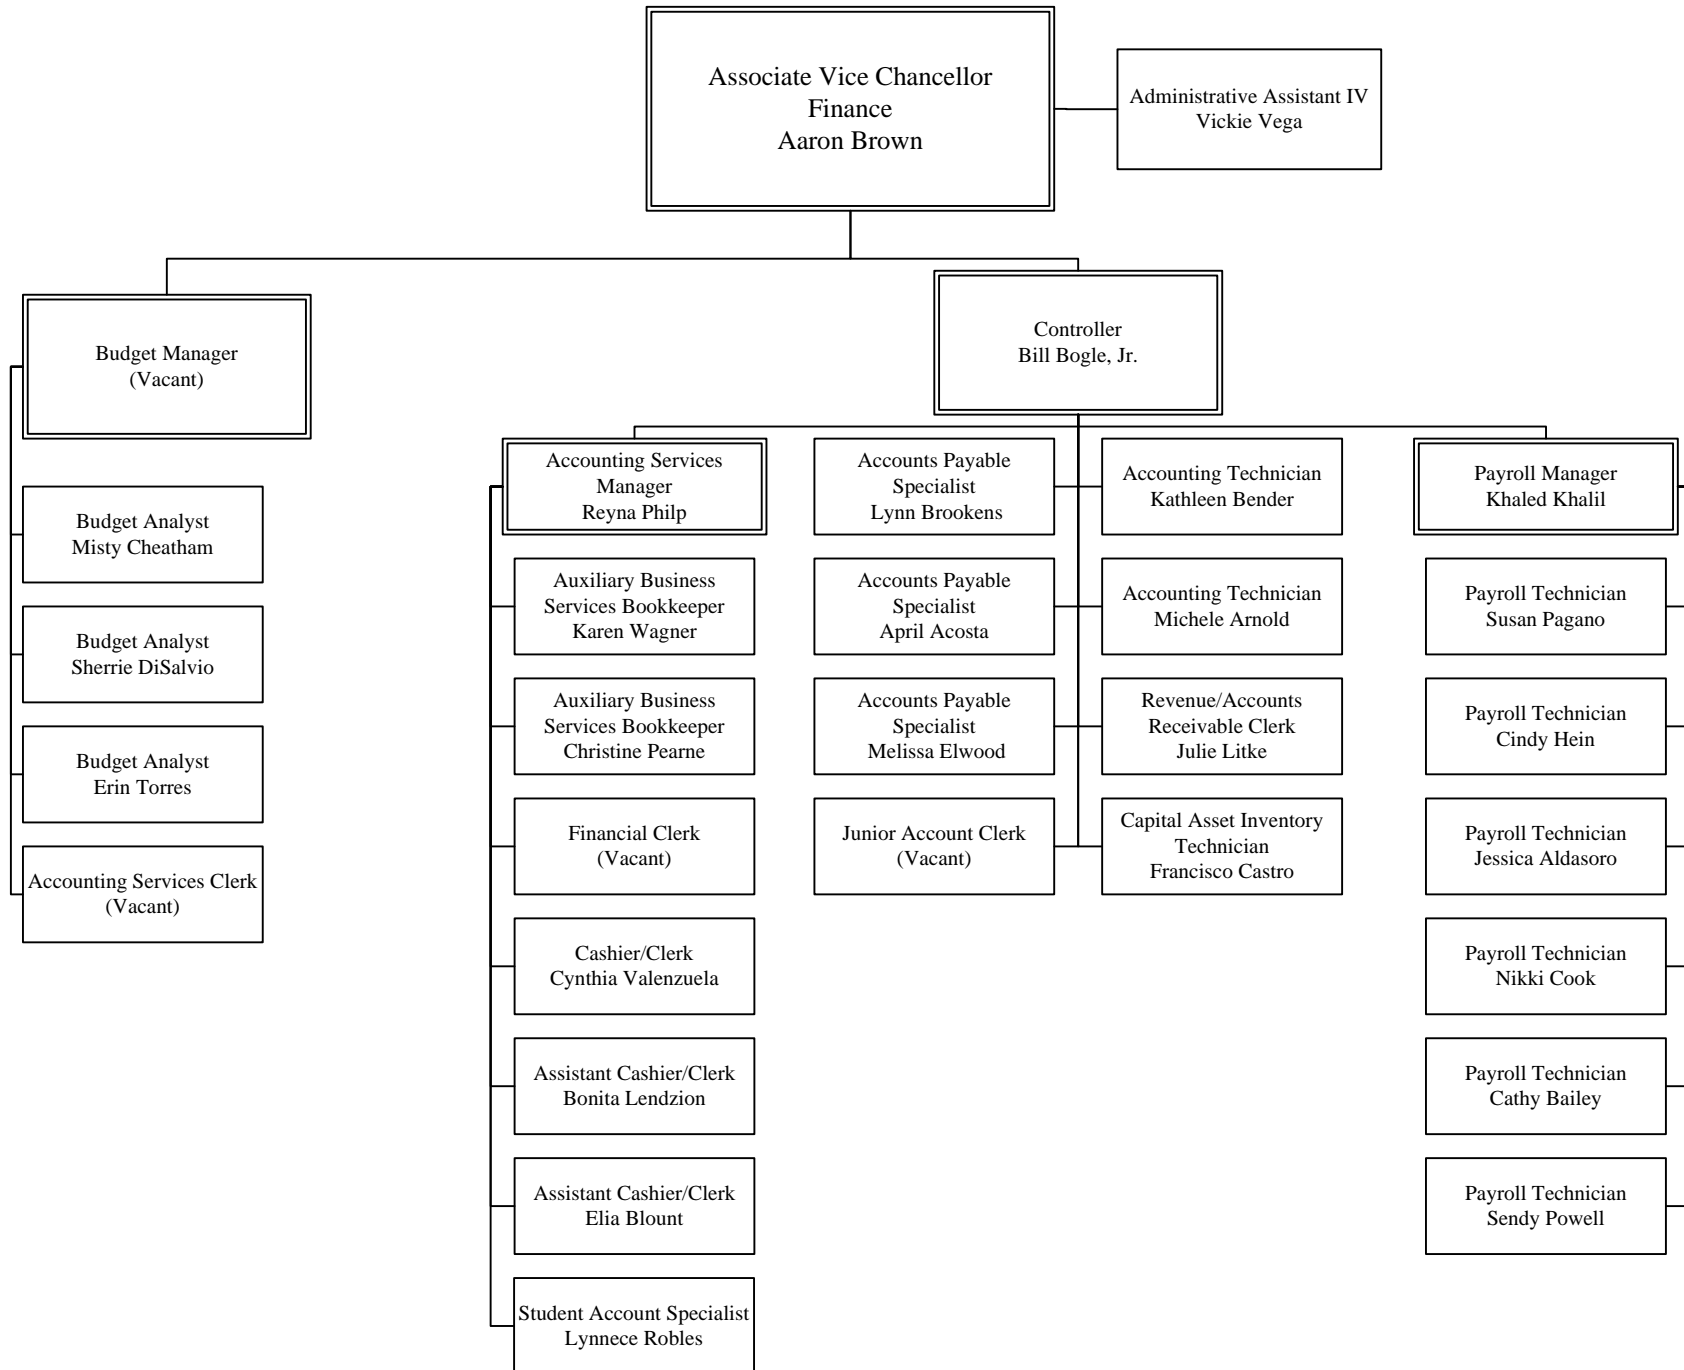 Associate Vice Chancellor
Finance
Aaron Brown
Administrative Assistant IV
Vickie Vega
Budget Manager
(Vacant)
Budget Analyst
Misty Cheatham
Budget Analyst
Sherrie DiSalvio
Budget Analyst
Erin Torres
Accounting Services Clerk
(Vacant)
Controller
Bill Bogle, Jr.
Accounting Services
Manager
Reyna Philp
Auxiliary Business
Services Bookkeeper
Karen Wagner
Auxiliary Business
Services Bookkeeper
Christine Pearne
Financial Clerk
(Vacant)
Cashier/Clerk
Cynthia Valenzuela
Assistant Cashier/Clerk
Bonita Lendzion
Assistant Cashier/Clerk
Elia Blount
Student Account Specialist
Lynnece Robles
Accounts Payable
Specialist
Lynn Brookens
Accounts Payable
Specialist
April Acosta
Accounts Payable
Specialist
Melissa Elwood
Junior Account Clerk
(Vacant)
Accounting Technician
Kathleen Bender
Accounting Technician
Michele Arnold
Revenue/Accounts
Receivable Clerk
Julie Litke
Capital Asset Inventory
Technician
Francisco Castro
Payroll Manager
Khaled Khalil
Payroll Technician
Susan Pagano
Payroll Technician
Cindy Hein
Payroll Technician
Jessica Aldasoro
Payroll Technician
Nikki Cook
Payroll Technician
Cathy Bailey
Payroll Technician
Sendy Powell